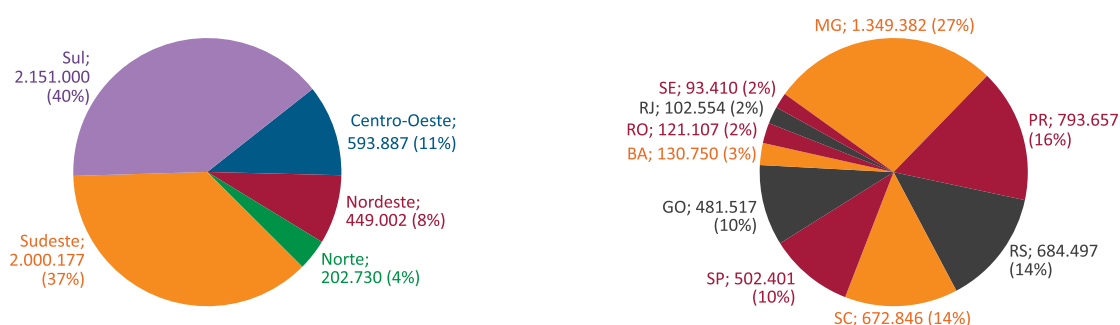 Sul;
2.151.000
(40%)
Centro-Oeste;
593.887 (11%)
Nordeste;
449.002 (8%)
Norte;
202.730 (4%)
Sudeste;
2.000.177
(37%)
MG; 1.349.382 (27%)
PR; 793.657
(16%)
RS; 684.497
(14%)
SC; 672.846 (14%)
SP; 502.401
(10%)
GO; 481.517
(10%)
BA; 130.750 (3%)
RO; 121.107 (2%)
RJ; 102.554 (2%)
SE; 93.410 (2%)